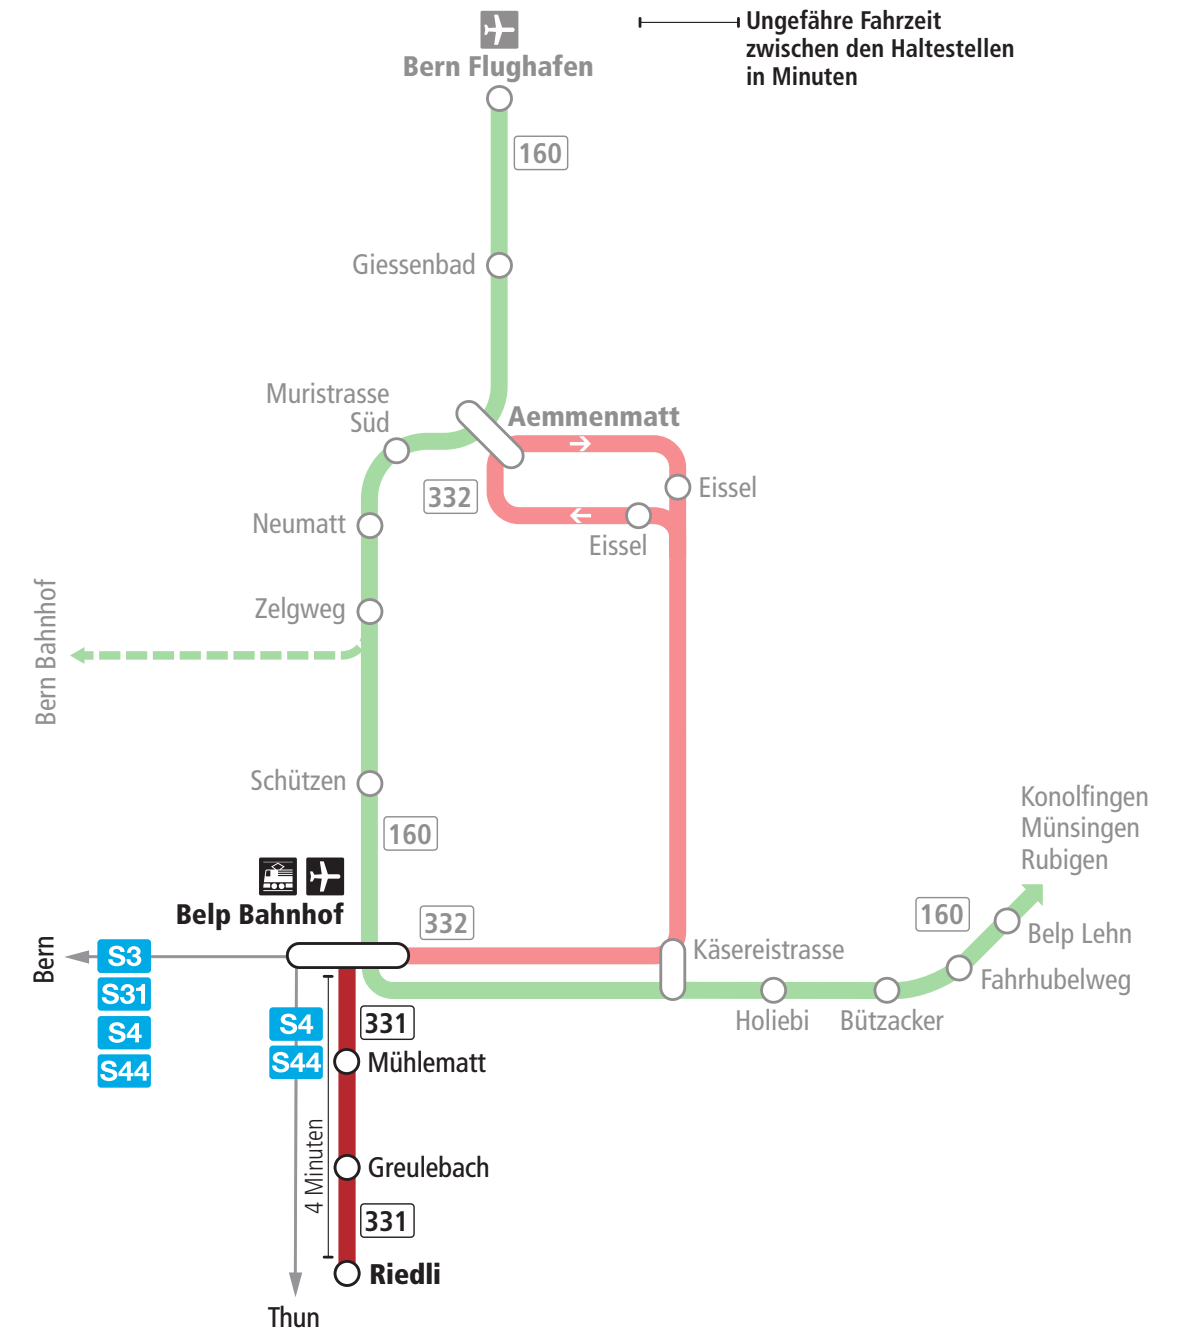 Ungefähre Fahrzeit
zwischen den Haltestellen
in Minuten
Bern Flughafen
160
Giessenbad
Muristrasse
Süd
Aemmenmatt
332
Eissel
Neumatt
Eissel
Bern Bahnhof
Zelgweg
Schützen
160
Konolfingen
Münsingen
Rubigen
Belp Bahnhof
332
160
Belp Lehn
Käsereistrasse
Fahrhubelweg
Bern
S3
S31
S4
S44
S4
S44
331
Holiebi
Bützacker
Mühlematt
4 Minuten
Greulebach
331
Riedli
Thun